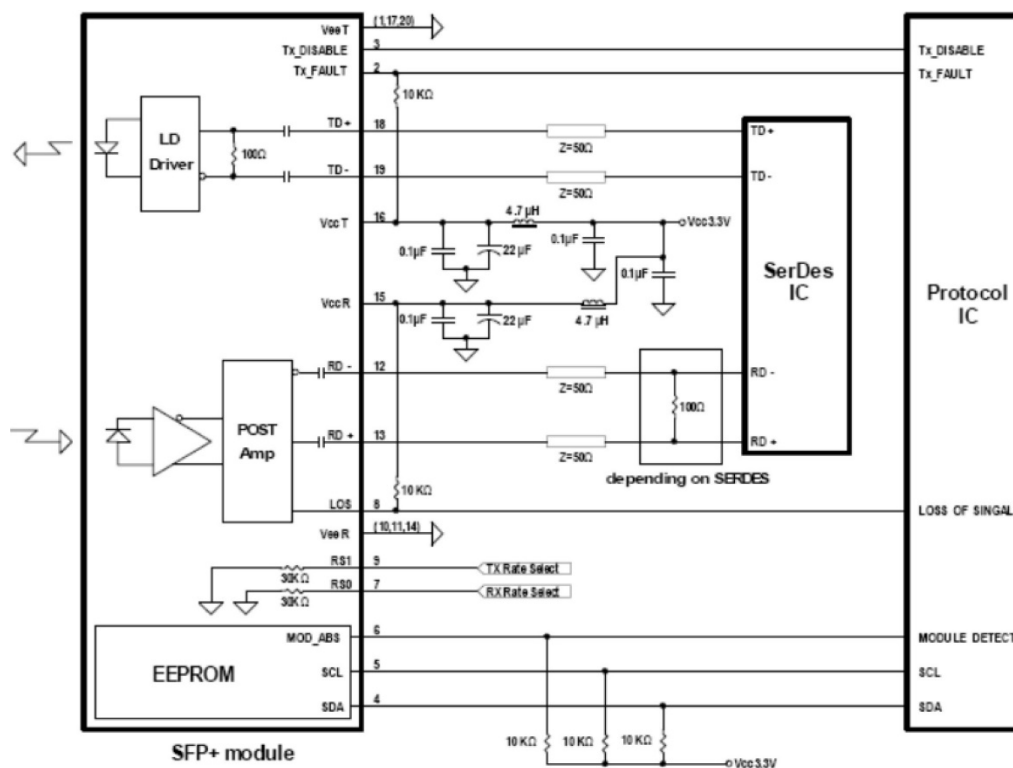 VeeT (1,17,20)
Tx_DISABLE 3 Tx_DISABLE
Tx_FAULT 2 Tx_FAULT
10 KΩ
LD Driver
100Ω
TD+ 18 Z=50Ω TD+
TD- 19 Z=50Ω TD-
VccT 16 4.7 µH Vcc3.3V
0.1µF 22 µF 0.1µF
0.1µF
SerDes IC
Protocol IC
VccR 15 4.7 µH
0.1µF 22 µF
RD - 12 Z=50Ω RD -
POST Amp
100Ω
RD + 13 Z=50Ω RD +
depending on SERDES
10 KΩ
LOS 8 LOSS OF SINGAL
VeeR (10,11,14)
RS1 9 TX Rate Select
30KΩ
RS0 7 RX Rate Select
30KΩ
EEPROM
MOD_ABS 6 MODULE DETECT
SCL 5 SCL
SDA 4 SDA
10 KΩ 10 KΩ 10 KΩ
Vcc3.3V
SFP+ module